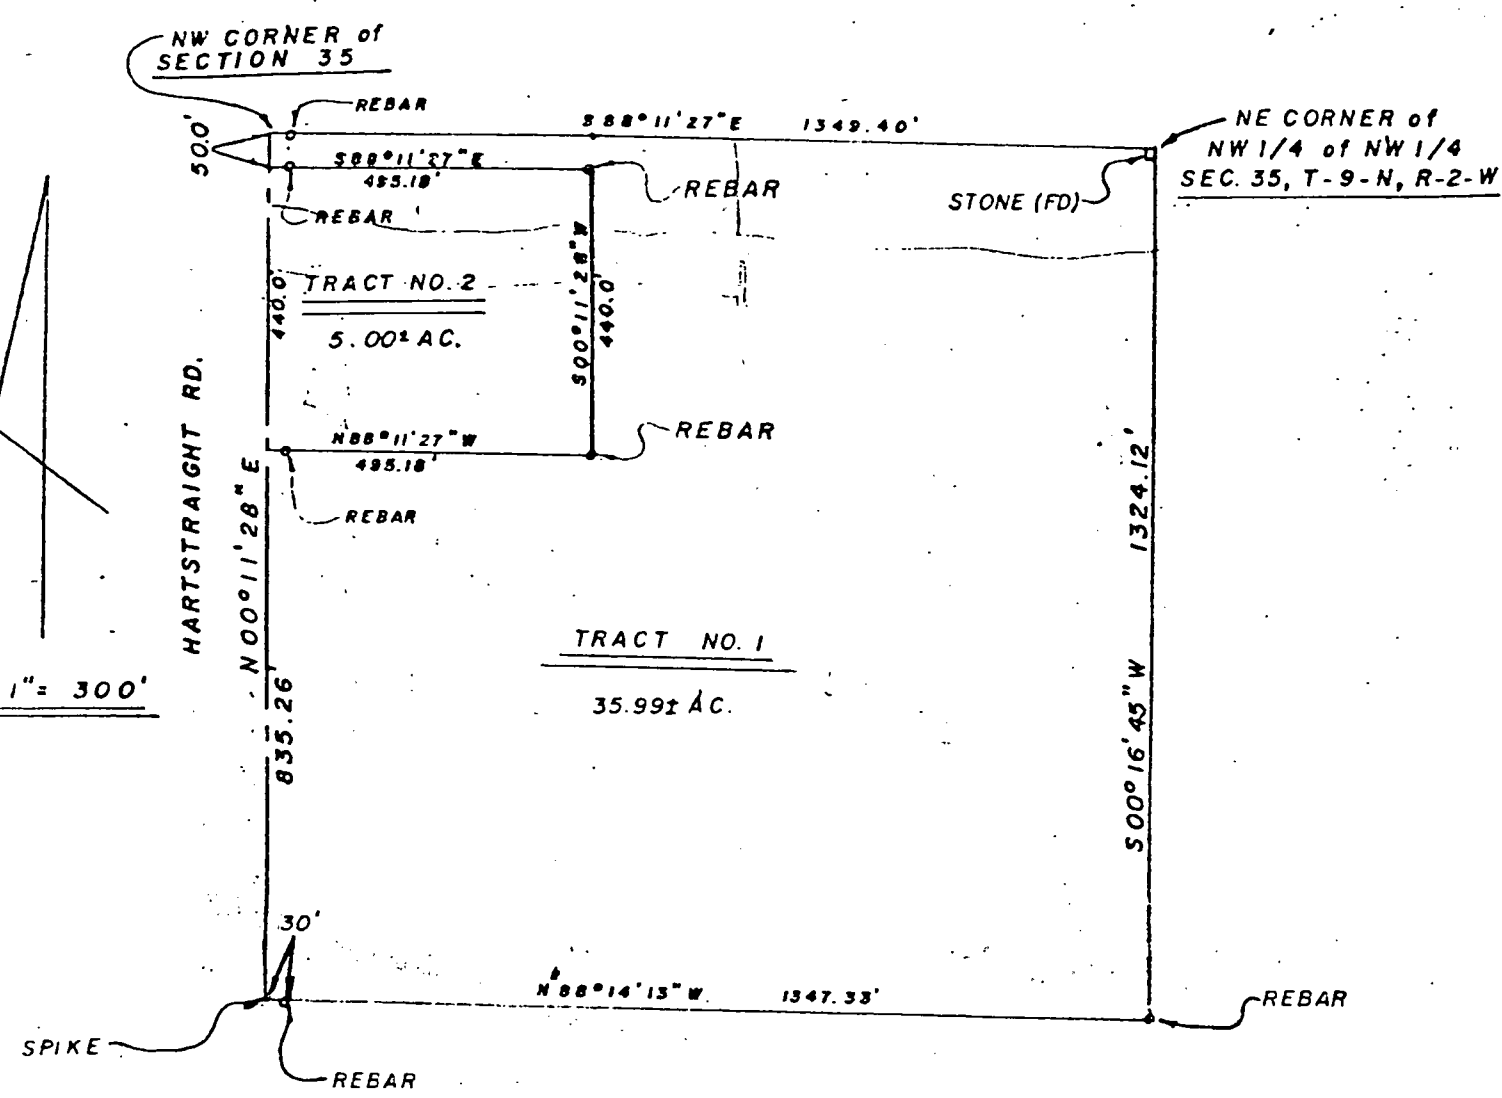 NW CORNER of
SECTION 35
REBAR
50.0'
S88°11'27"E 1349.40'
NE CORNER of
NW 1/4 of NW 1/4
SEC. 35, T-9-N, R-2-W
STONE (FD)
S88°11'27"E
495.18'
REBAR
REBAR
TRACT NO. 2
5.00± AC.
440.0'
S00°11'28"W
440.0'
N88°11'27"W
495.18'
REBAR
REBAR
HARTSTRAIGHT RD.
N00°11'28"E
835.26'
1"= 300'
TRACT NO. 1
35.99± AC.
1324.12'
S00°16'45"W
30'
N88°14'13"W 1347.33'
SPIKE
REBAR
REBAR